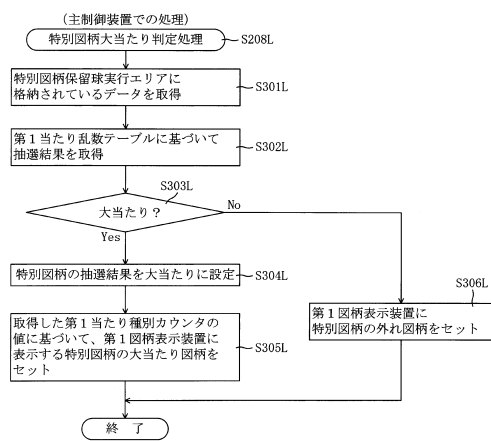 (主制御装置での処理)
特別図柄大当たり判定処理
S208L
特別図柄保留球実行エリアに
格納されているデータを取得
S301L
第1当たり乱数テーブルに基づいて
抽選結果を取得
S302L
S303L
大当たり?
No
Yes
特別図柄の抽選結果を大当たりに設定
S304L
S306L
第1図柄表示装置に
特別図柄の外れ図柄をセット
取得した第1当たり種別カウンタの
値に基づいて、第1図柄表示装置に
表示する特別図柄の大当たり図柄を
セット
S305L
終 了